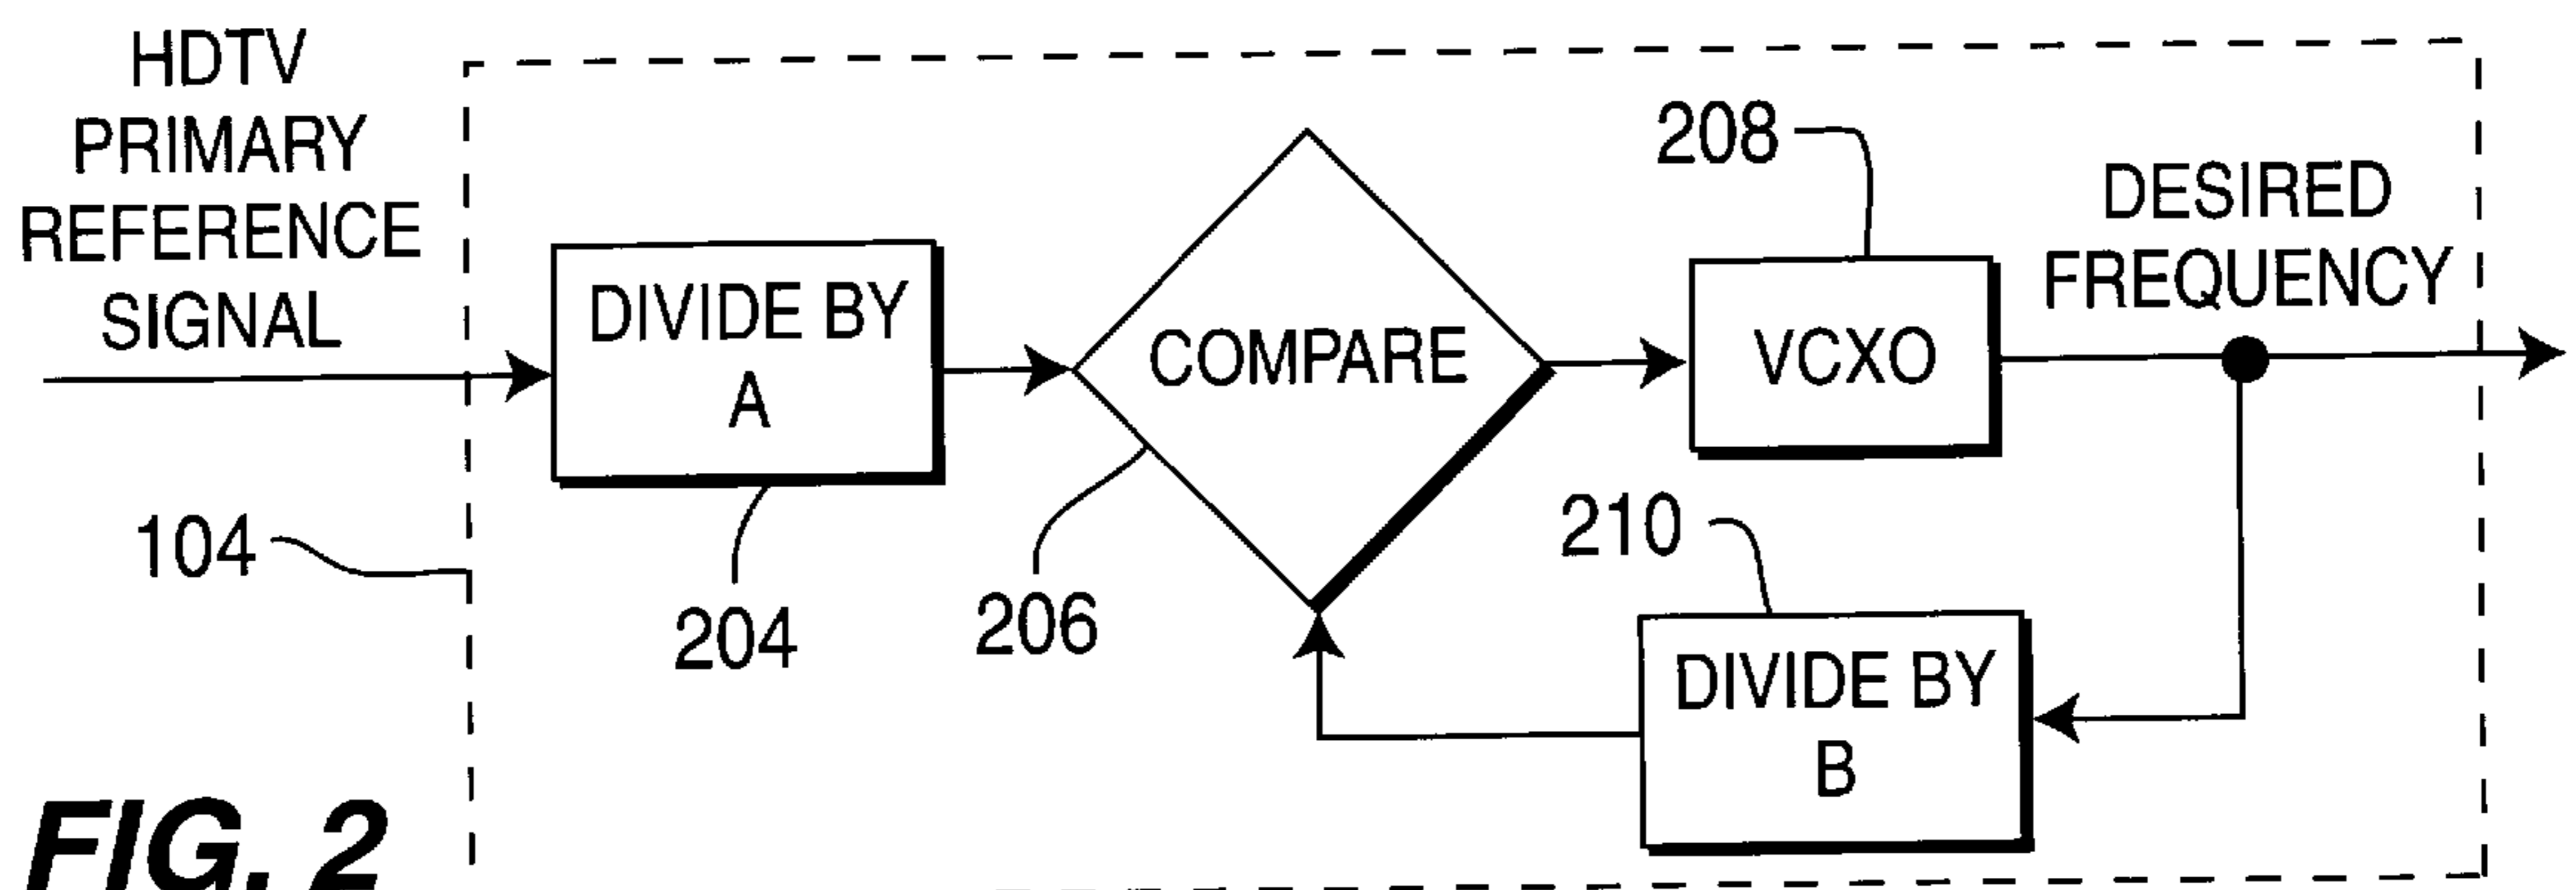 HDTV
PRIMARY
REFERENCE
SIGNAL
DIVIDE BY
A
COMPARE
208
VCXO
DESIRED
FREQUENCY
104
204
206
210
DIVIDE BY
B
FIG. 2